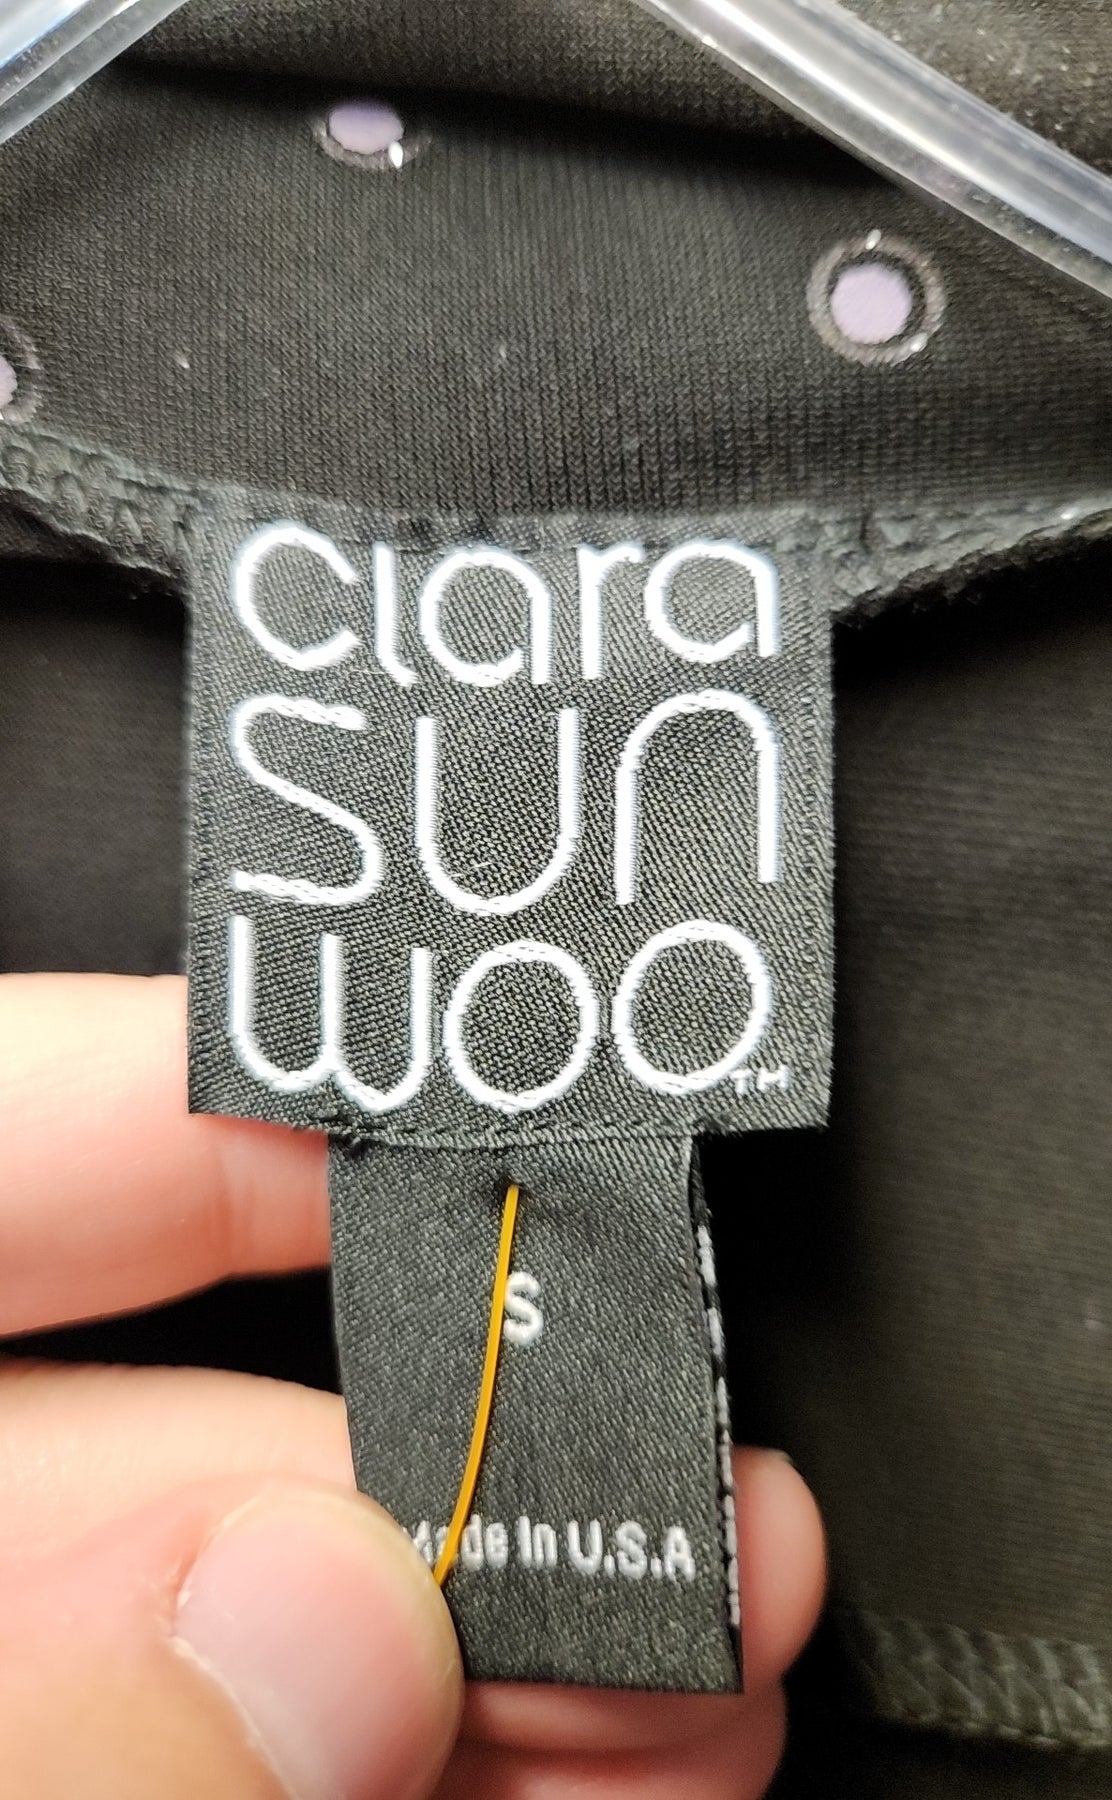 clara
sun
woo TM
S
Made In U.S.A